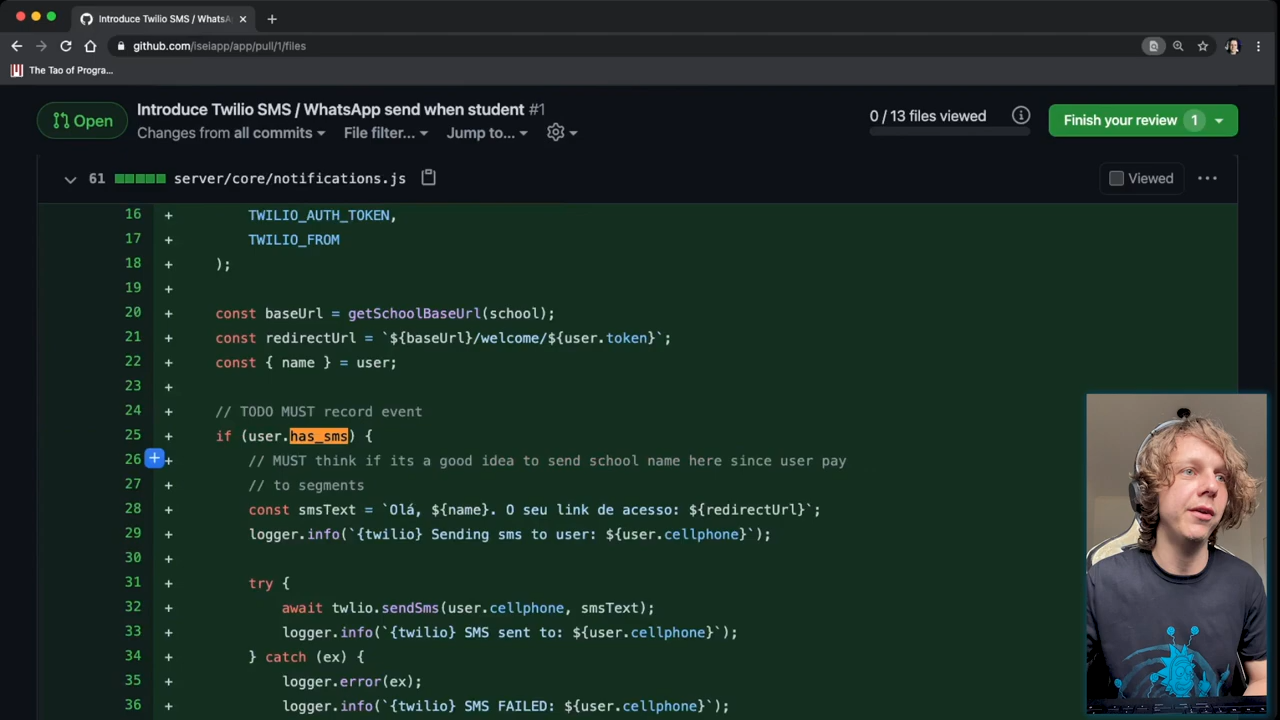 Introduce Twilio SMS / WhatsA
github.com/iseiapp/app/pull/1/files
The Tao of Progra...
Open
Introduce Twilio SMS / WhatsApp send when student #1
Changes from all commits
File filter...
Jump to...
0 / 13 files viewed
Finish your review 1
61 server/core/notifications.js
Viewed
16 + TWILIO_AUTH_TOKEN,
17 + TWILIO_FROM
18 + );
19 +
20 + const baseUrl = getSchoolBaseUrl(school);
21 + const redirectUrl = `${baseUrl}/welcome/${user.token}`;
22 + const { name } = user;
23 +
24 + // TODO MUST record event
25 + if (user.has_sms) {
26 + // MUST think if its a good idea to send school name here since user pay
27 + // to segments
28 + const smsText = `Olá, ${name}. O seu link de acesso: ${redirectUrl}`;
29 + logger.info(`{twilio} Sending sms to user: ${user.cellphone}`);
30 +
31 + try {
32 + await twlio.sendSms(user.cellphone, smsText);
33 + logger.info(`{twilio} SMS sent to: ${user.cellphone}`);
34 + } catch (ex) {
35 + logger.error(ex);
36 + logger.info(`{twilio} SMS FAILED: ${user.cellphone}`);